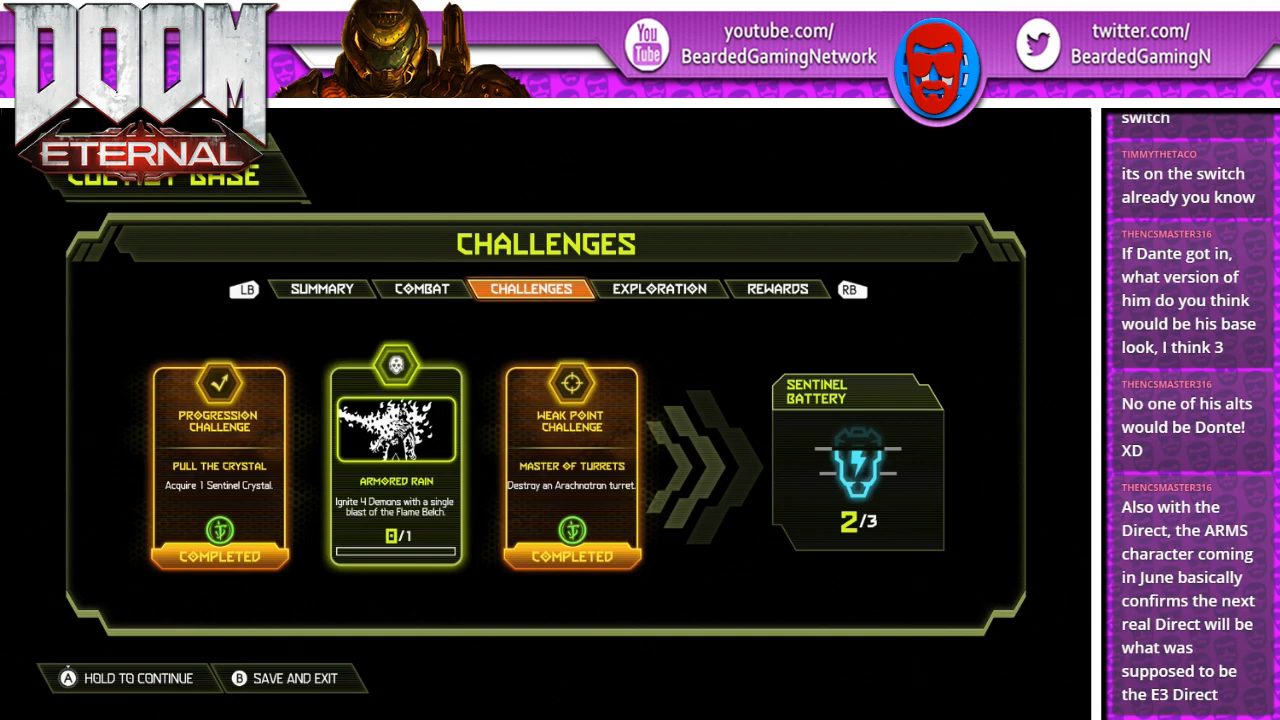 DOOM
ETERNAL
You
Tube
youtube.com/
BeardedGamingNetwork
twitter.com/
BeardedGamingN
CULTIST BASE
CHALLENGES
LB
SUMMARY
COMBAT
CHALLENGES
EXPLORATION
REWARDS
RB
PROGRESSION
CHALLENGE
PULL THE CRYSTAL
Acquire 1 Sentinel Crystal.
COMPLETED
ARMORED RAIN
Ignite 4 Demons with a single
blast of the Flame Belch.
0/1
WEAK POINT
CHALLENGE
MASTER OF TURRETS
Destroy an Arachnotron turret.
COMPLETED
SENTINEL
BATTERY
2/3
A HOLD TO CONTINUE
B SAVE AND EXIT
switch
TIMMYTHETACO
its on the switch
already you know
THENCSMASTER316
If Dante got in,
what version of
him do you think
would be his base
look, I think 3
THENCSMASTER316
No one of his alts
would be Donte!
XD
THENCSMASTER316
Also with the
Direct, the ARMS
character coming
in June basically
confirms the next
real Direct will be
what was
supposed to be
the E3 Direct